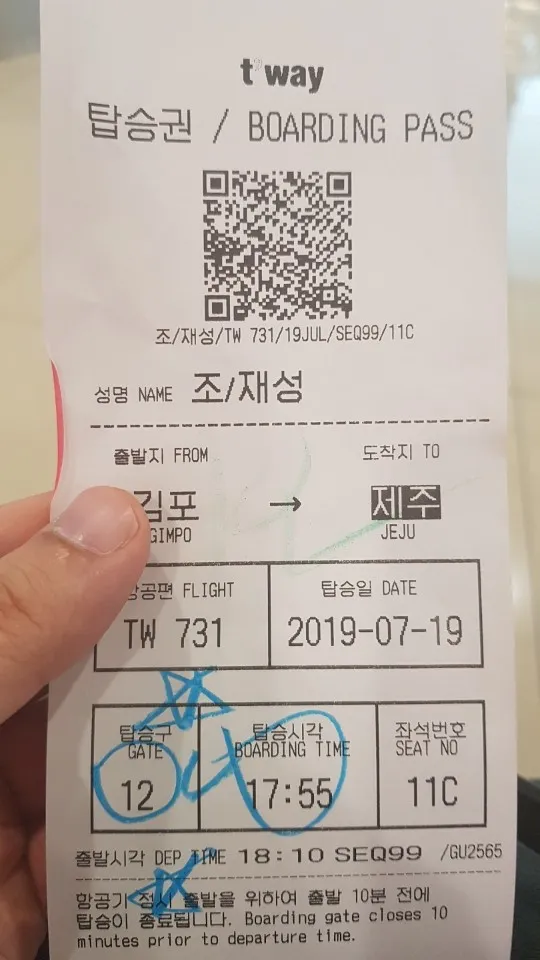 t'way
탑승권 / BOARDING PASS
조/재성/TW 731/19JUL/SEQ99/11C
성명 NAME 조/재성
출발지 FROM 도착지 TO
김포 → 제주
GIMPO JEJU
항공편 FLIGHT 탑승일 DATE
TW 731 2019-07-19
탑승구 탑승시각 좌석번호
GATE BOARDING TIME SEAT NO
12 17:55 11C
출발시각 DEP TIME 18:10 SEQ99 /GU2565
항공기 정시 출발을 위하여 출발 10분 전에
탑승이 종료됩니다. Boarding gate closes 10
minutes prior to departure time.